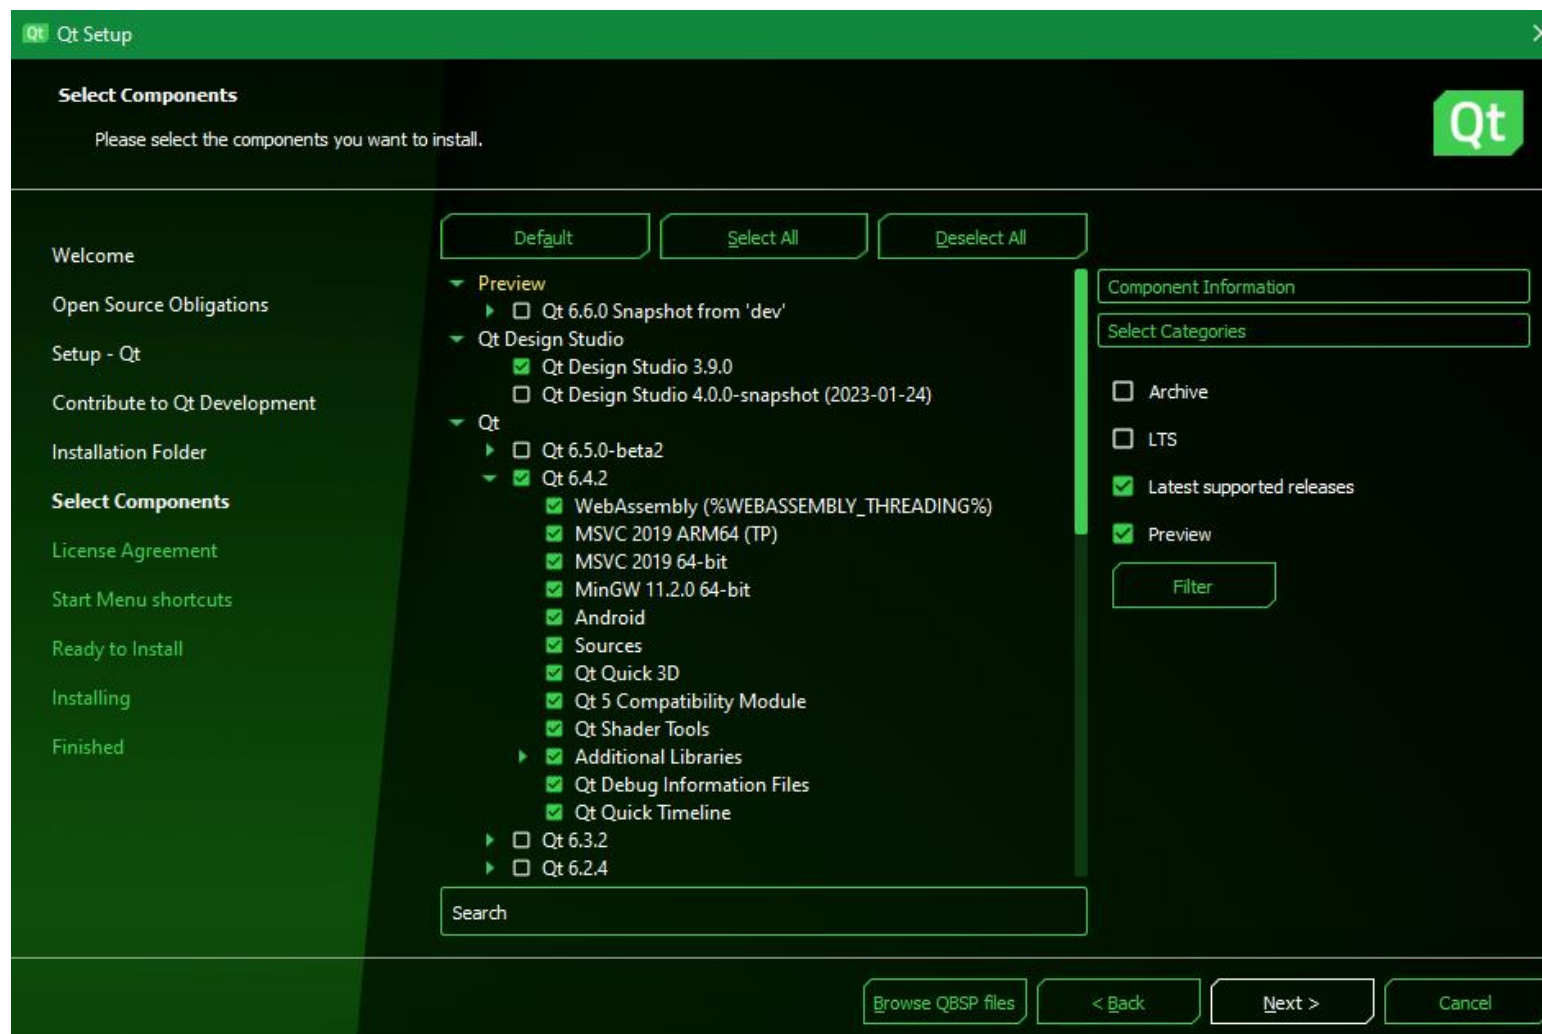 Qt Qt Setup
Select Components
Please select the components you want to install.
Qt
Welcome
Open Source Obligations
Setup - Qt
Contribute to Qt Development
Installation Folder
Select Components
License Agreement
Start Menu shortcuts
Ready to Install
Installing
Finished
Default Select All Deselect All
Preview
Qt 6.6.0 Snapshot from 'dev'
Qt Design Studio
Qt Design Studio 3.9.0
Qt Design Studio 4.0.0-snapshot (2023-01-24)
Qt
Qt 6.5.0-beta2
Qt 6.4.2
WebAssembly (%WEBASSEMBLY_THREADING%)
MSVC 2019 ARM64 (TP)
MSVC 2019 64-bit
MinGW 11.2.0 64-bit
Android
Sources
Qt Quick 3D
Qt 5 Compatibility Module
Qt Shader Tools
Additional Libraries
Qt Debug Information Files
Qt Quick Timeline
Qt 6.3.2
Qt 6.2.4
Search
Component Information
Select Categories
Archive
LTS
Latest supported releases
Preview
Filter
Browse QBSP files < Back Next > Cancel